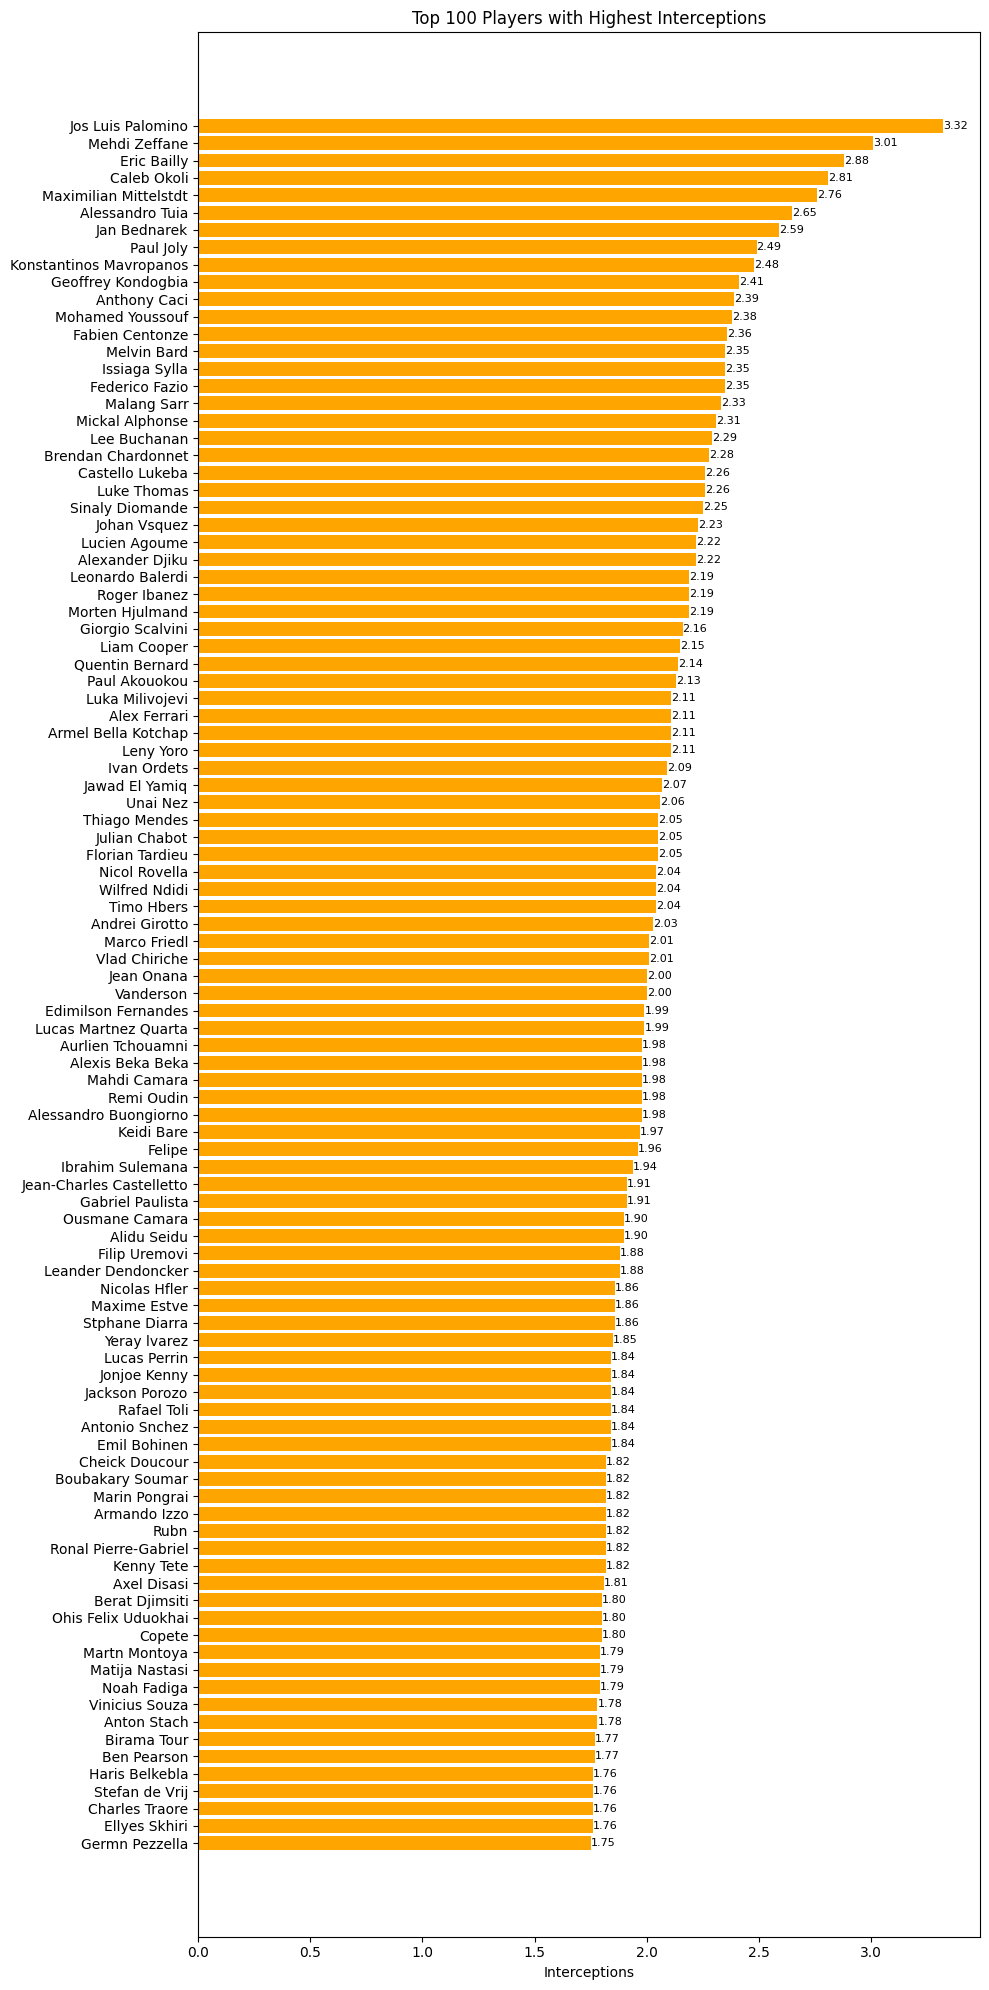 Top 100 Players with Highest Interceptions
Jos Luis Palomino 3.32
Mehdi Zeffane 3.01
Eric Bailly 2.88
Caleb Okoli 2.81
Maximilian Mittelstdt 2.76
Alessandro Tuia 2.65
Jan Bednarek 2.59
Paul Joly 2.49
Konstantinos Mavropanos 2.48
Geoffrey Kondogbia 2.41
Anthony Caci 2.39
Mohamed Youssouf 2.38
Fabien Centonze 2.36
Melvin Bard 2.35
Issiaga Sylla 2.35
Federico Fazio 2.35
Malang Sarr 2.33
Mickal Alphonse 2.31
Lee Buchanan 2.29
Brendan Chardonnet 2.28
Castello Lukeba 2.26
Luke Thomas 2.26
Sinaly Diomande 2.25
Johan Vsquez 2.23
Lucien Agoume 2.22
Alexander Djiku 2.22
Leonardo Balerdi 2.19
Roger Ibanez 2.19
Morten Hjulmand 2.19
Giorgio Scalvini 2.16
Liam Cooper 2.15
Quentin Bernard 2.14
Paul Akouokou 2.13
Luka Milivojevi 2.11
Alex Ferrari 2.11
Armel Bella Kotchap 2.11
Leny Yoro 2.11
Ivan Ordets 2.09
Jawad El Yamiq 2.07
Unai Nez 2.06
Thiago Mendes 2.05
Julian Chabot 2.05
Florian Tardieu 2.05
Nicol Rovella 2.04
Wilfred Ndidi 2.04
Timo Hbers 2.04
Andrei Girotto 2.03
Marco Friedl 2.01
Vlad Chiriche 2.01
Jean Onana 2.00
Vanderson 2.00
Edimilson Fernandes 1.99
Lucas Martnez Quarta 1.99
Aurlien Tchouamni 1.98
Alexis Beka Beka 1.98
Mahdi Camara 1.98
Remi Oudin 1.98
Alessandro Buongiorno 1.98
Keidi Bare 1.97
Felipe 1.96
Ibrahim Sulemana 1.94
Jean-Charles Castelletto 1.91
Gabriel Paulista 1.91
Ousmane Camara 1.90
Alidu Seidu 1.90
Filip Uremovi 1.88
Leander Dendoncker 1.88
Nicolas Hfler 1.86
Maxime Estve 1.86
Stphane Diarra 1.86
Yeray lvarez 1.85
Lucas Perrin 1.84
Jonjoe Kenny 1.84
Jackson Porozo 1.84
Rafael Toli 1.84
Antonio Snchez 1.84
Emil Bohinen 1.84
Cheick Doucour 1.82
Boubakary Soumar 1.82
Marin Pongrai 1.82
Armando Izzo 1.82
Rubn 1.82
Ronal Pierre-Gabriel 1.82
Kenny Tete 1.82
Axel Disasi 1.81
Berat Djimsiti 1.80
Ohis Felix Uduokhai 1.80
Copete 1.80
Martn Montoya 1.79
Matija Nastasi 1.79
Noah Fadiga 1.79
Vinicius Souza 1.78
Anton Stach 1.78
Birama Tour 1.77
Ben Pearson 1.77
Haris Belkebla 1.76
Stefan de Vrij 1.76
Charles Traore 1.76
Ellyes Skhiri 1.76
Germn Pezzella 1.75
0.0 0.5 1.0 1.5 2.0 2.5 3.0
Interceptions